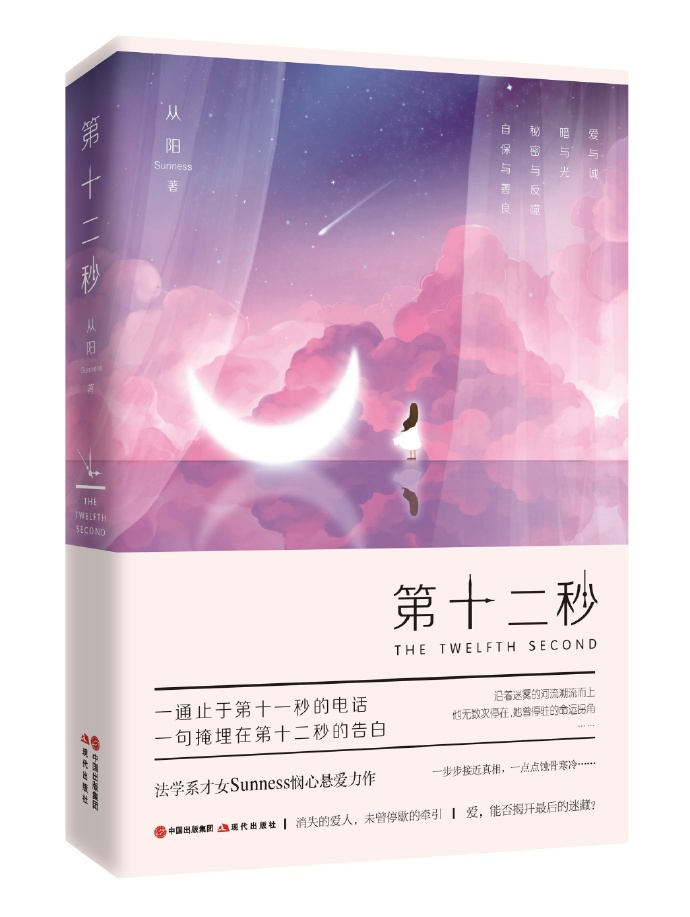 第十二秒
从阳
Sunness
著
THE
TWELFTH
SECOND
中国出版集团
现代出版社
从阳
Sunness
著
爱与诚
暗与光
秘密与反噬
自保与善良
第十二秒
THE TWELFTH SECOND
一通止于第十一秒的电话
一句掩埋在第十二秒的告白
沿着迷雾的河流溯流而上
他无数次停在,她曾停驻的命运拐角
……
法学系才女Sunness悯心悬爱力作
一步步接近真相，一点点蚀骨寒冷……
中国出版集团 现代出版社 | 消失的爱人，未曾停歇的牵引 | 爱，能否揭开最后的迷藏?